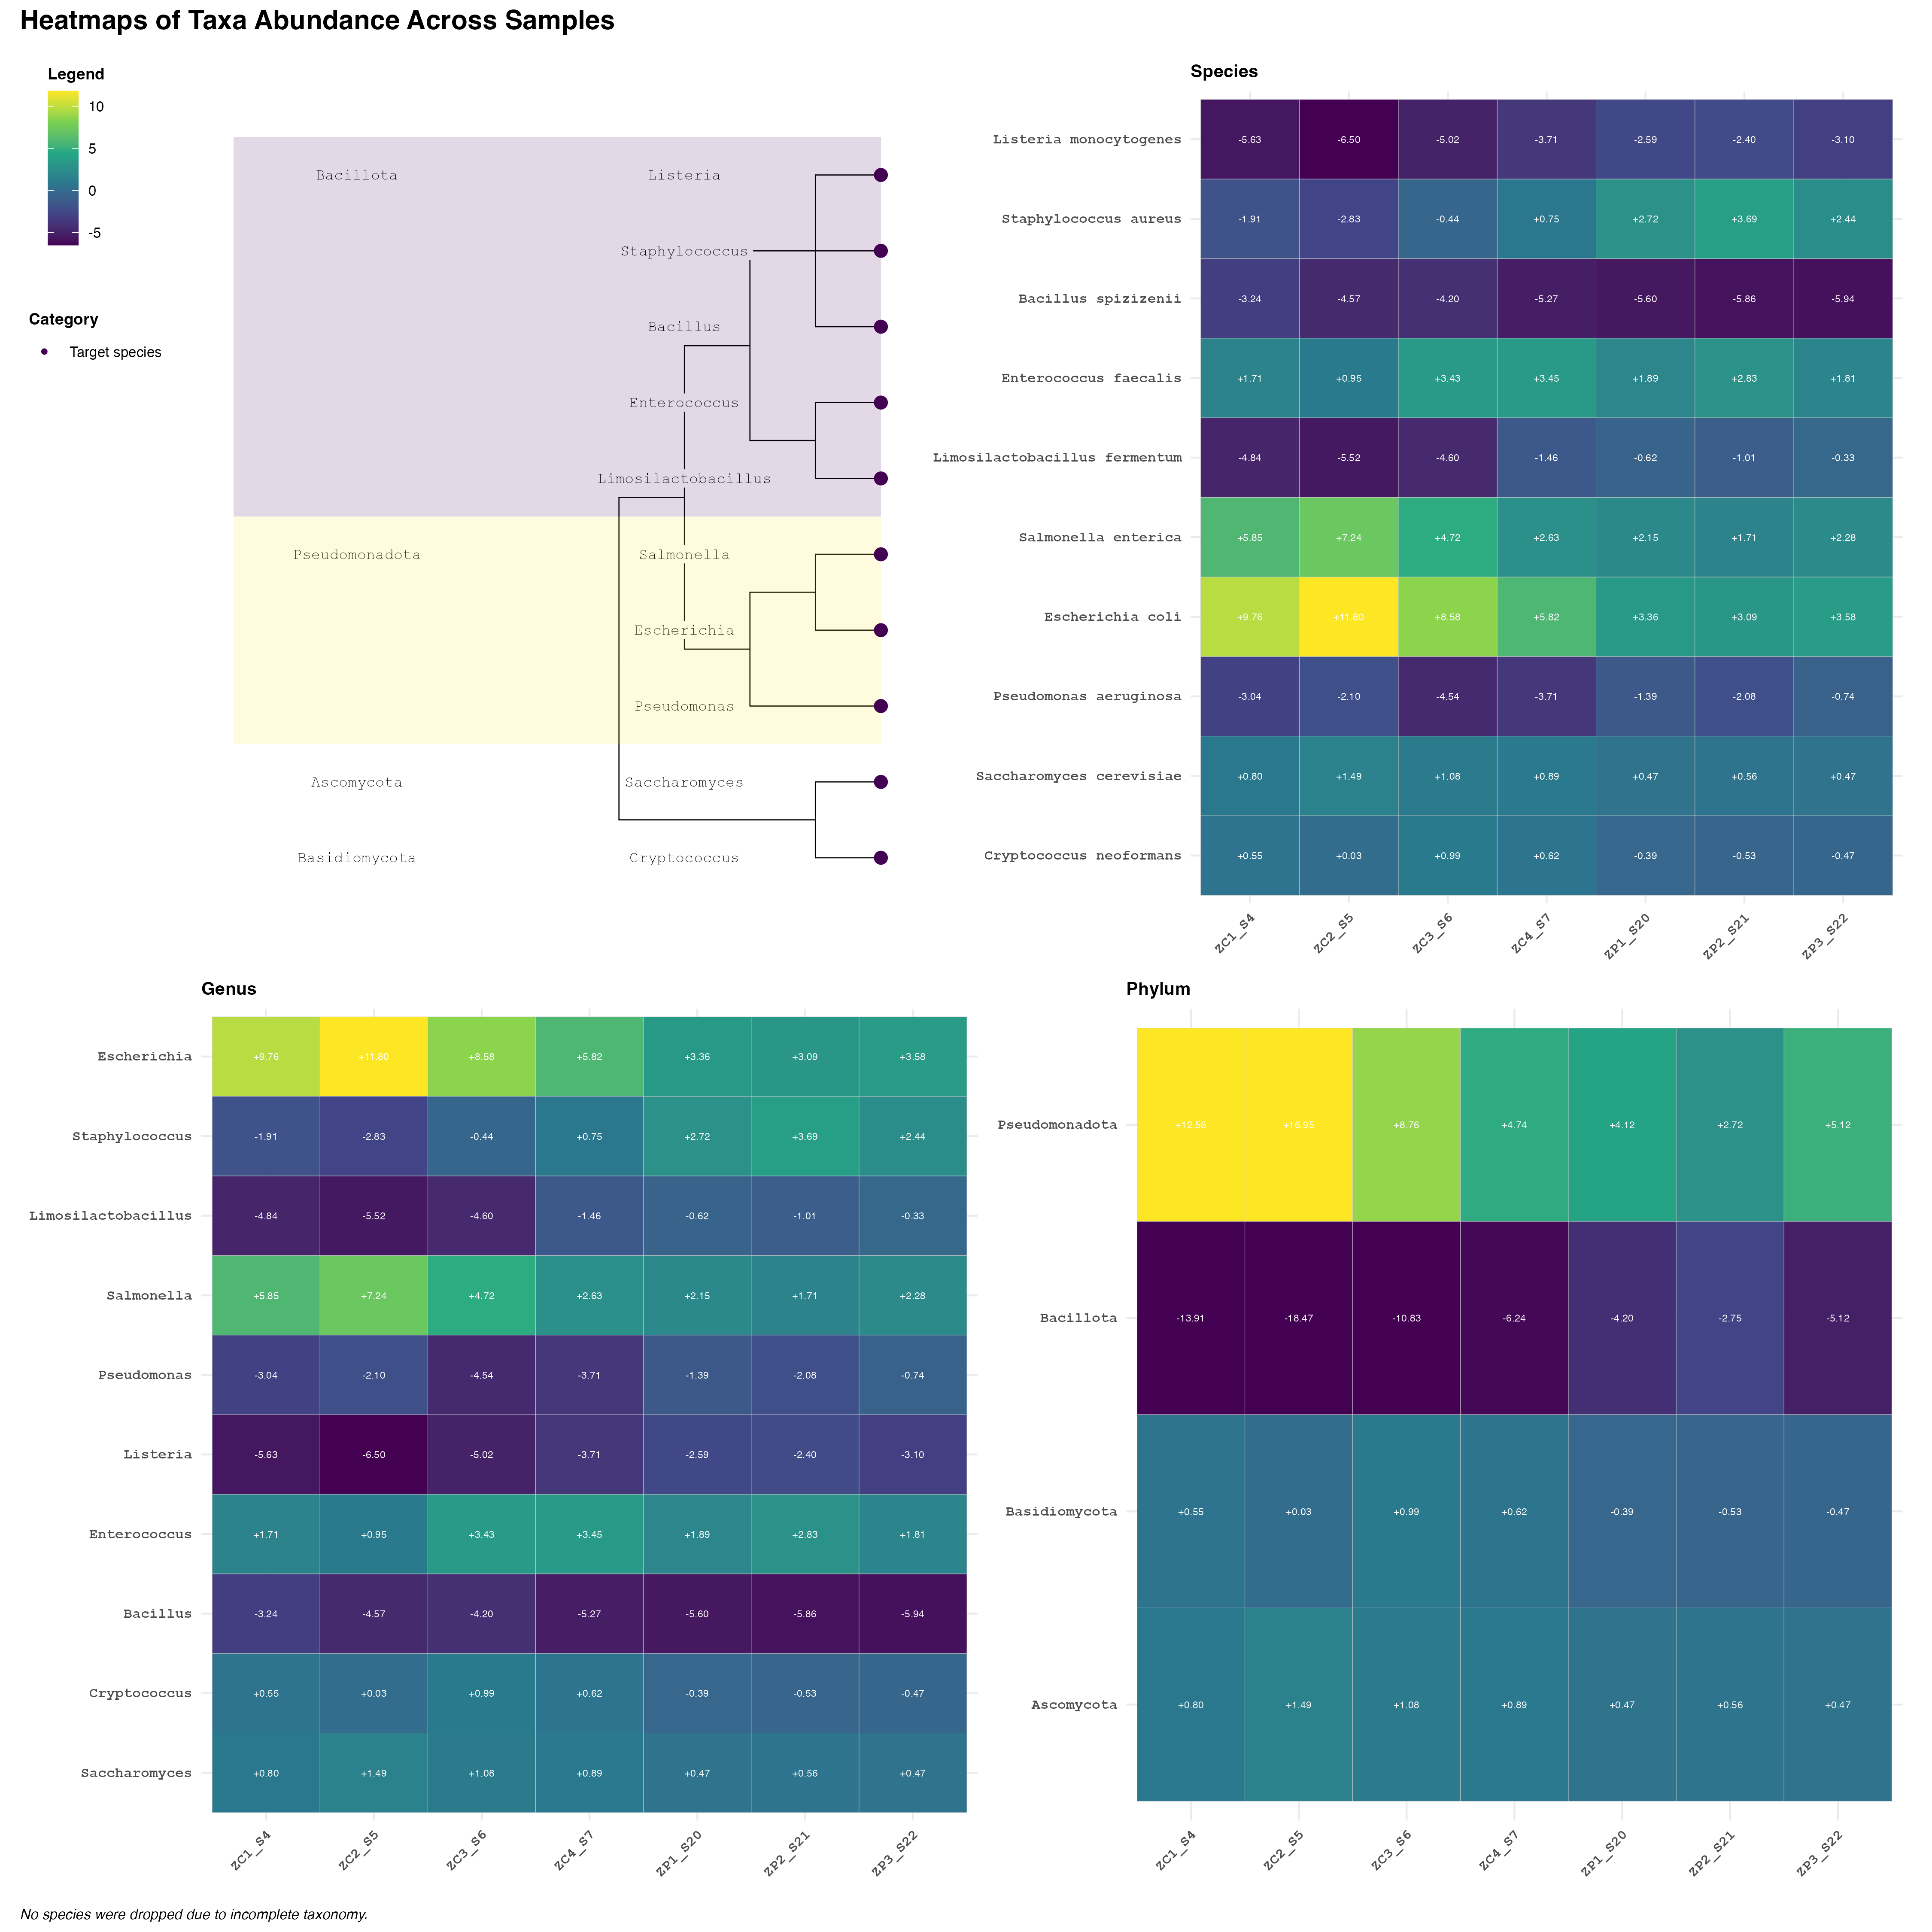 Heatmaps of Taxa Abundance Across Samples
Legend
10
5
0
-5
Category
Target species
Bacillota Listeria
Staphylococcus
Bacillus
Enterococcus
Limosilactobacillus
Pseudomonadota Salmonella
Escherichia
Pseudomonas
Ascomycota Saccharomyces
Basidiomycota Cryptococcus
Species
Listeria monocytogenes -5.63 -6.50 -5.02 -3.71 -2.59 -2.40 -3.10
Staphylococcus aureus -1.91 -2.83 -0.44 +0.75 +2.72 +3.69 +2.44
Bacillus spizizenii -3.24 -4.57 -4.20 -5.27 -5.60 -5.86 -5.94
Enterococcus faecalis +1.71 +0.95 +3.43 +3.45 +1.89 +2.83 +1.81
Limosilactobacillus fermentum -4.84 -5.52 -4.60 -1.46 -0.62 -1.01 -0.33
Salmonella enterica +5.85 +7.24 +4.72 +2.63 +2.15 +1.71 +2.28
Escherichia coli +9.76 +11.80 +8.58 +5.82 +3.36 +3.09 +3.58
Pseudomonas aeruginosa -3.04 -2.10 -4.54 -3.71 -1.39 -2.08 -0.74
Saccharomyces cerevisiae +0.80 +1.49 +1.08 +0.89 +0.47 +0.56 +0.47
Cryptococcus neoformans +0.55 +0.03 +0.99 +0.62 -0.39 -0.53 -0.47
ZC1_S4 ZC2_S5 ZC3_S6 ZC4_S7 ZP1_S20 ZP2_S21 ZP3_S22
Genus
Escherichia +9.76 +11.80 +8.58 +5.82 +3.36 +3.09 +3.58
Staphylococcus -1.91 -2.83 -0.44 +0.75 +2.72 +3.69 +2.44
Limosilactobacillus -4.84 -5.52 -4.60 -1.46 -0.62 -1.01 -0.33
Salmonella +5.85 +7.24 +4.72 +2.63 +2.15 +1.71 +2.28
Pseudomonas -3.04 -2.10 -4.54 -3.71 -1.39 -2.08 -0.74
Listeria -5.63 -6.50 -5.02 -3.71 -2.59 -2.40 -3.10
Enterococcus +1.71 +0.95 +3.43 +3.45 +1.89 +2.83 +1.81
Bacillus -3.24 -4.57 -4.20 -5.27 -5.60 -5.86 -5.94
Cryptococcus +0.55 +0.03 +0.99 +0.62 -0.39 -0.53 -0.47
Saccharomyces +0.80 +1.49 +1.08 +0.89 +0.47 +0.56 +0.47
ZC1_S4 ZC2_S5 ZC3_S6 ZC4_S7 ZP1_S20 ZP2_S21 ZP3_S22
Phylum
Pseudomonadota +8.76 +4.74 +4.12 +2.72 +5.12
Bacillota -13.91 -18.47 -10.83 -6.24 -4.20 -2.75 -5.12
Basidiomycota +0.55 +0.03 +0.99 +0.62 -0.39 -0.53 -0.47
Ascomycota +0.80 +1.49 +1.08 +0.89 +0.47 +0.56 +0.47
ZC1_S4 ZC2_S5 ZC3_S6 ZC4_S7 ZP1_S20 ZP2_S21 ZP3_S22
No species were dropped due to incomplete taxonomy.